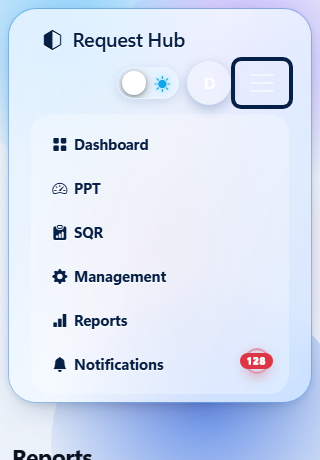 Request Hub
D
Dashboard
PPT
SQR
Management
Reports
Notifications 128
Reports